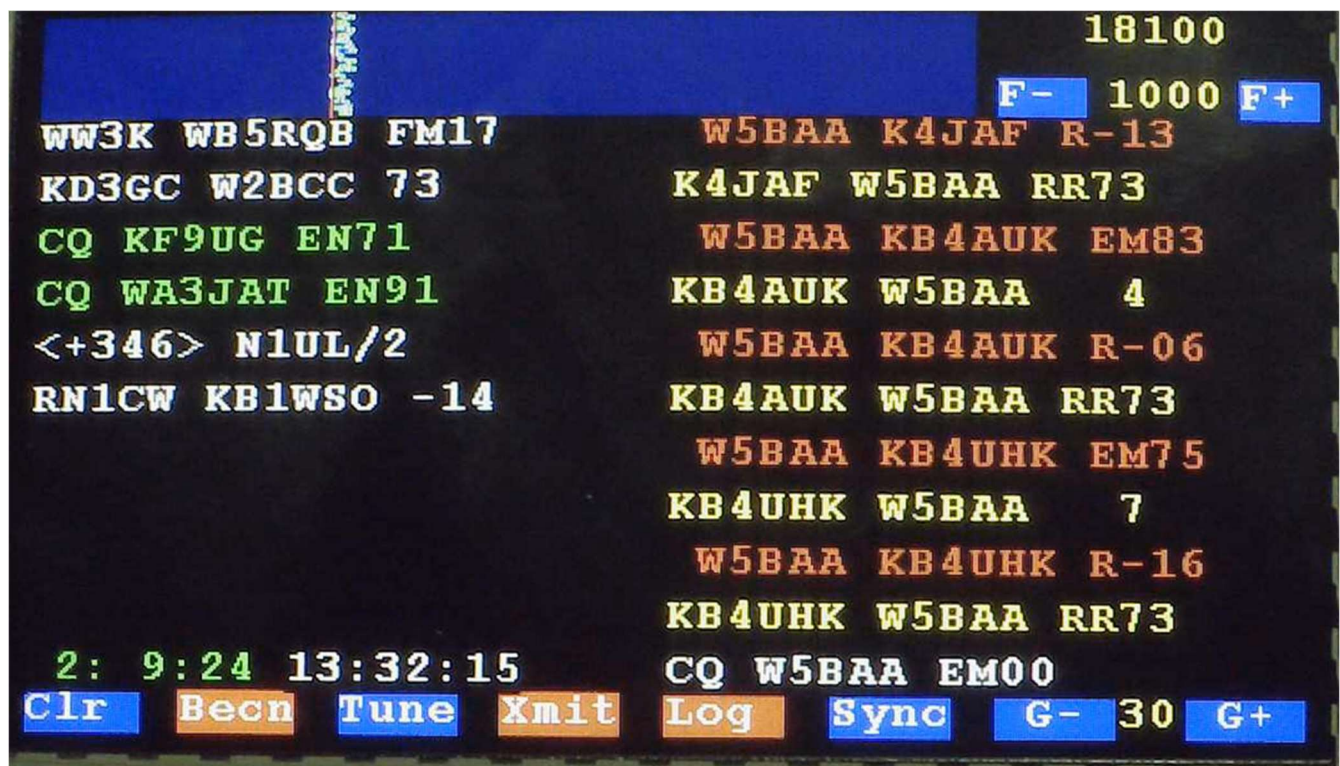 18100
F- 1000 F+
WW3K WB5RQB FM17
KD3GC W2BCC 73
CQ KF9UG EN71
CQ WA3JAT EN91
<+346> N1UL/2
RN1CW KB1WSO -14
W5BAA K4JAF R-13
K4JAF W5BAA RR73
W5BAA KB4AUK EM83
KB4AUK W5BAA 4
W5BAA KB4AUK R-06
KB4AUK W5BAA RR73
W5BAA KB4UHK EM75
KB4UHK W5BAA 7
W5BAA KB4UHK R-16
KB4UHK W5BAA RR73
CQ W5BAA EM00
2: 9:24 13:32:15
Clr Becn Tune Xmit Log Sync G- 30 G+